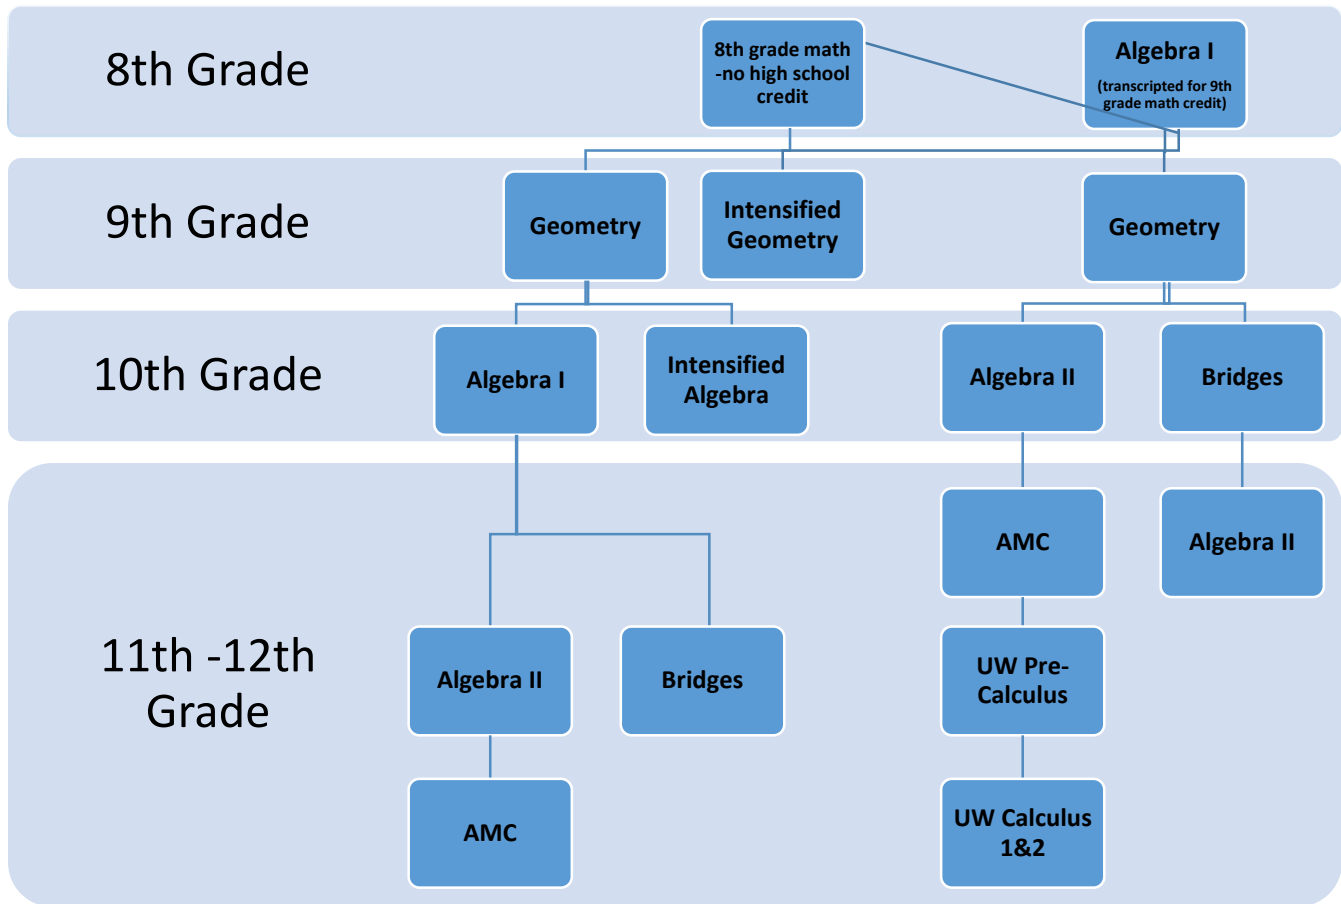 8th Grade
8th grade math
-no high school
credit
Algebra I
(transcripted for 9th
grade math credit)
9th Grade
Geometry
Intensified
Geometry
Geometry
10th Grade
Algebra I
Intensified
Algebra
Algebra II
Bridges
11th -12th
Grade
AMC
Algebra II
Algebra II
Bridges
UW Pre-
Calculus
AMC
UW Calculus
1&2